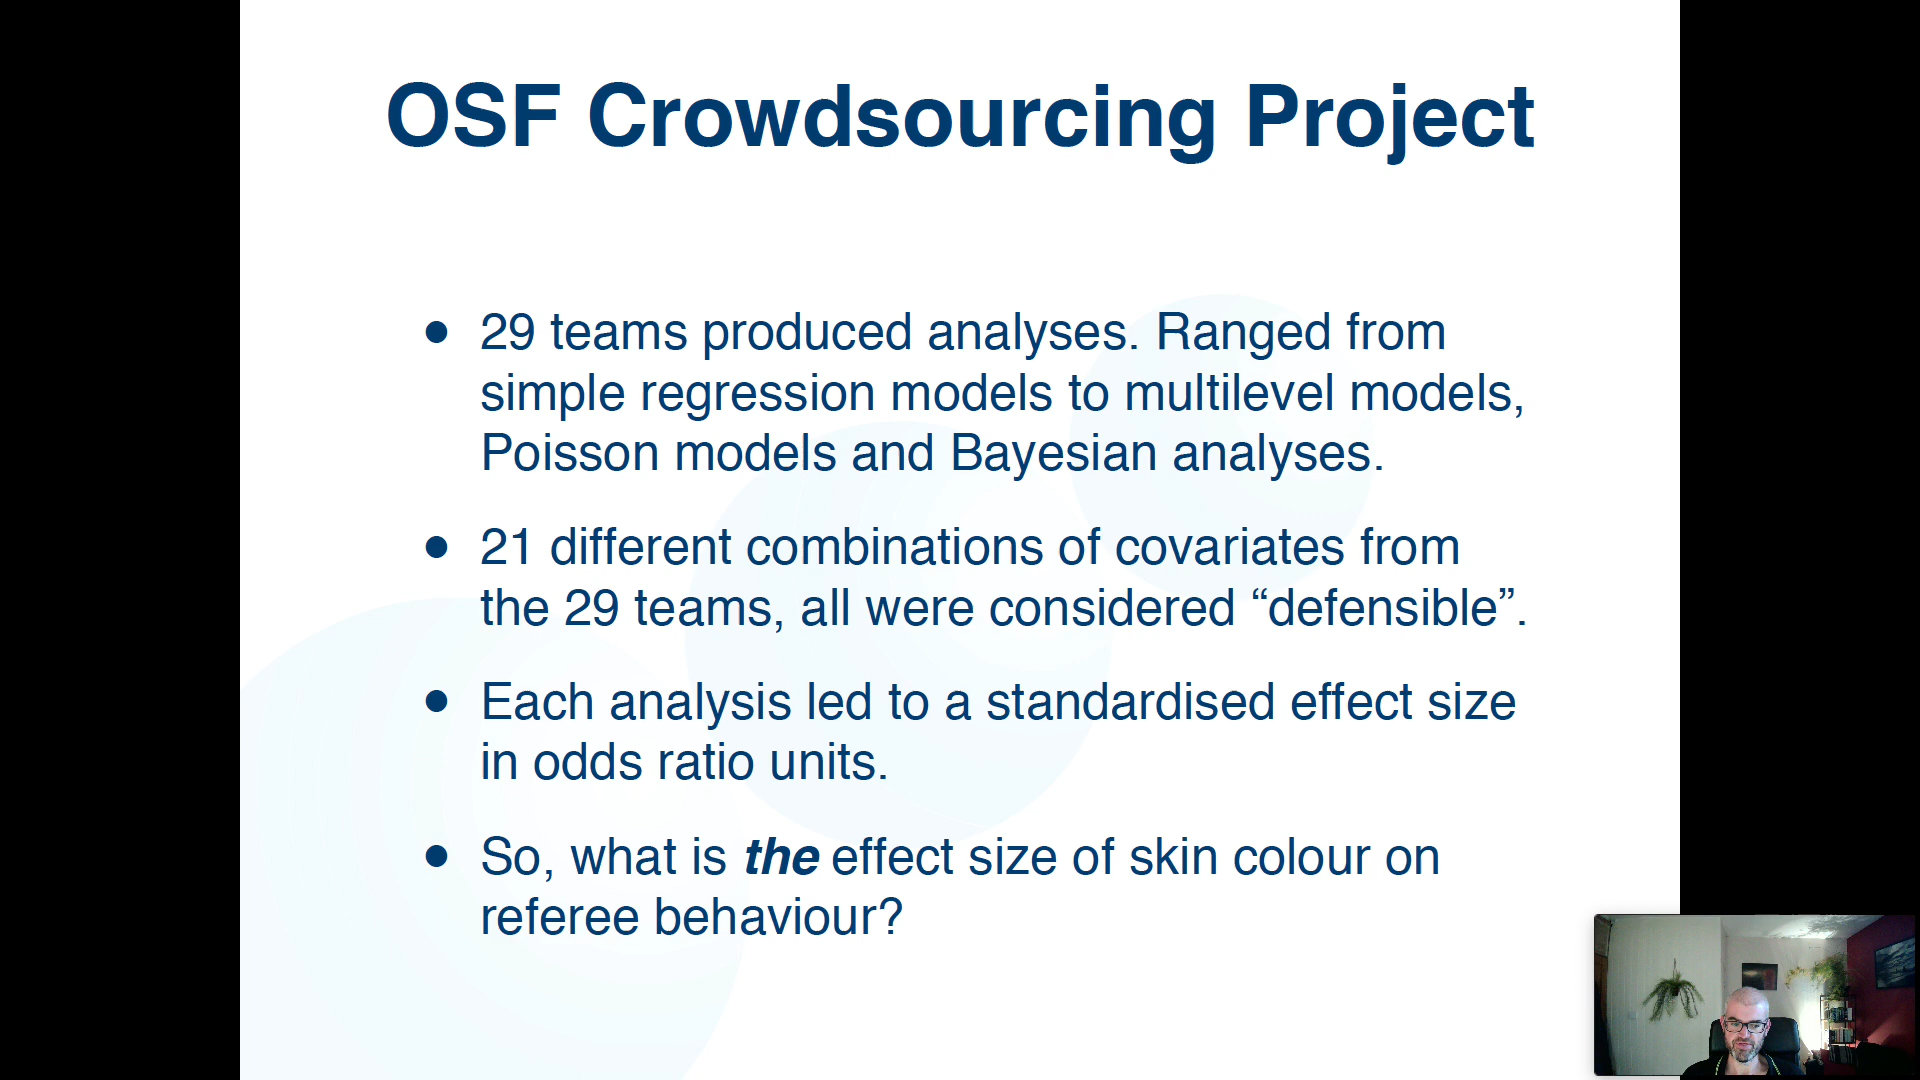 OSF Crowdsourcing Project
● 29 teams produced analyses. Ranged from
simple regression models to multilevel models,
Poisson models and Bayesian analyses.
● 21 different combinations of covariates from
the 29 teams, all were considered “defensible”.
● Each analysis led to a standardised effect size
in odds ratio units.
● So, what is the effect size of skin colour on
referee behaviour?